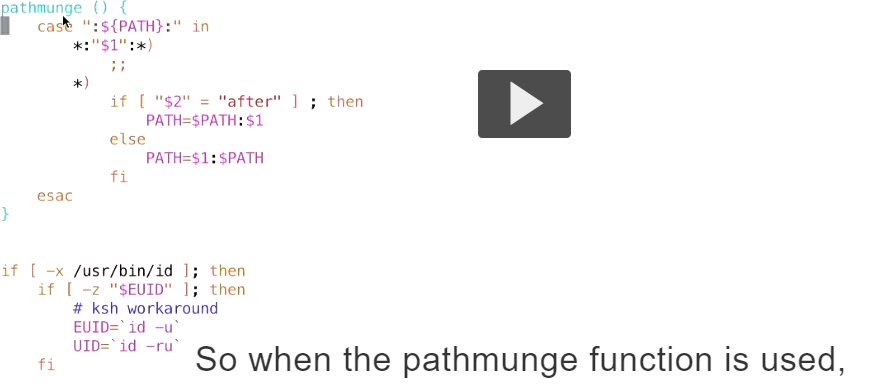 pathmunge () {
    case ":${PATH}:" in
        *:"$1":*)
            ;;
        *)
            if [ "$2" = "after" ] ; then
                PATH=$PATH:$1
            else
                PATH=$1:$PATH
            fi
    esac
}
if [ -x /usr/bin/id ]; then
    if [ -z "$EUID" ]; then
        # ksh workaround
        EUID=`id -u`
        UID=`id -ru`
    fi
So when the pathmunge function is used,